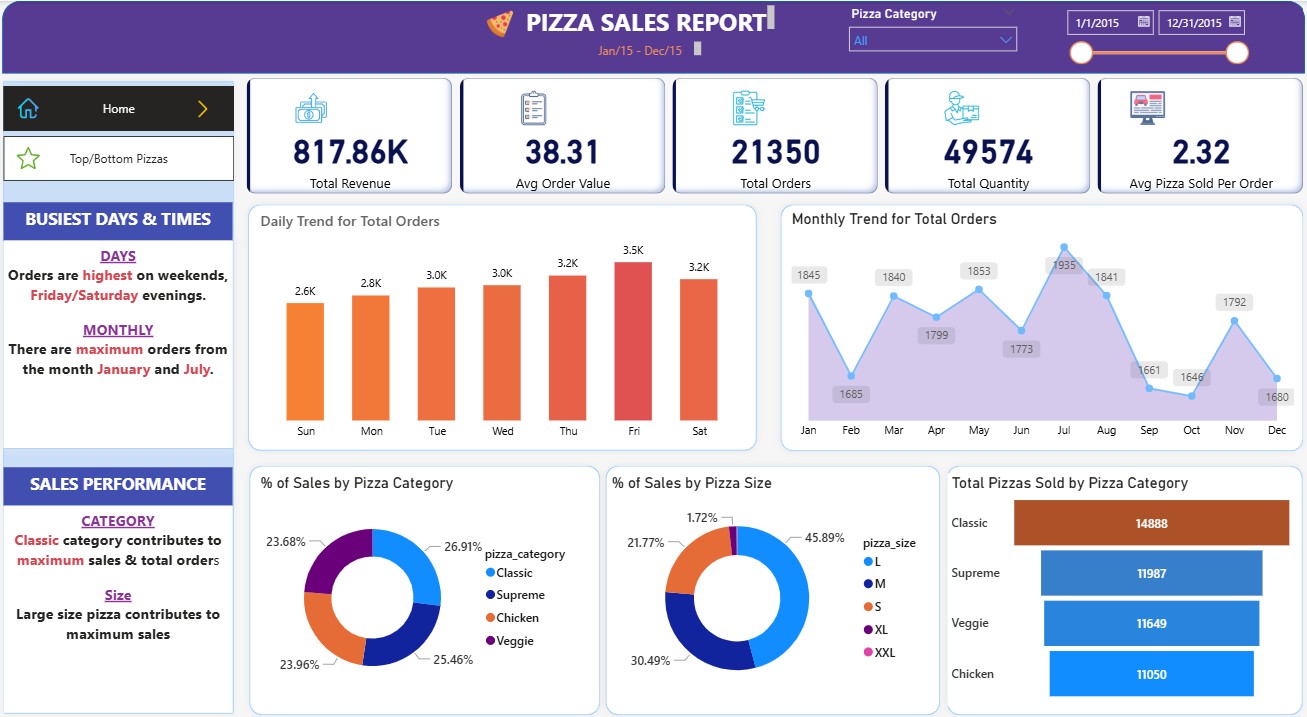 PIZZA SALES REPORT
Jan/15 - Dec/15
Pizza Category
All
1/1/2015
12/31/2015
Home
Top/Bottom Pizzas
817.86K
Total Revenue
38.31
Avg Order Value
21350
Total Orders
49574
Total Quantity
2.32
Avg Pizza Sold Per Order
BUSIEST DAYS & TIMES
DAYS
Orders are highest on weekends,
Friday/Saturday evenings.
MONTHLY
There are maximum orders from
the month January and July.
SALES PERFORMANCE
CATEGORY
Classic category contributes to
maximum sales & total orders
Size
Large size pizza contributes to
maximum sales
Daily Trend for Total Orders
2.6K
2.8K
3.0K
3.0K
3.2K
3.5K
3.2K
Sun
Mon
Tue
Wed
Thu
Fri
Sat
Monthly Trend for Total Orders
1845
1685
1840
1799
1853
1773
1935
1841
1661
1646
1792
1680
Jan
Feb
Mar
Apr
May
Jun
Jul
Aug
Sep
Oct
Nov
Dec
% of Sales by Pizza Category
26.91%
25.46%
23.96%
23.68%
pizza_category
Classic
Supreme
Chicken
Veggie
% of Sales by Pizza Size
1.72%
45.89%
21.77%
30.49%
pizza_size
L
M
S
XL
XXL
Total Pizzas Sold by Pizza Category
Classic
14888
Supreme
11987
Veggie
11649
Chicken
11050